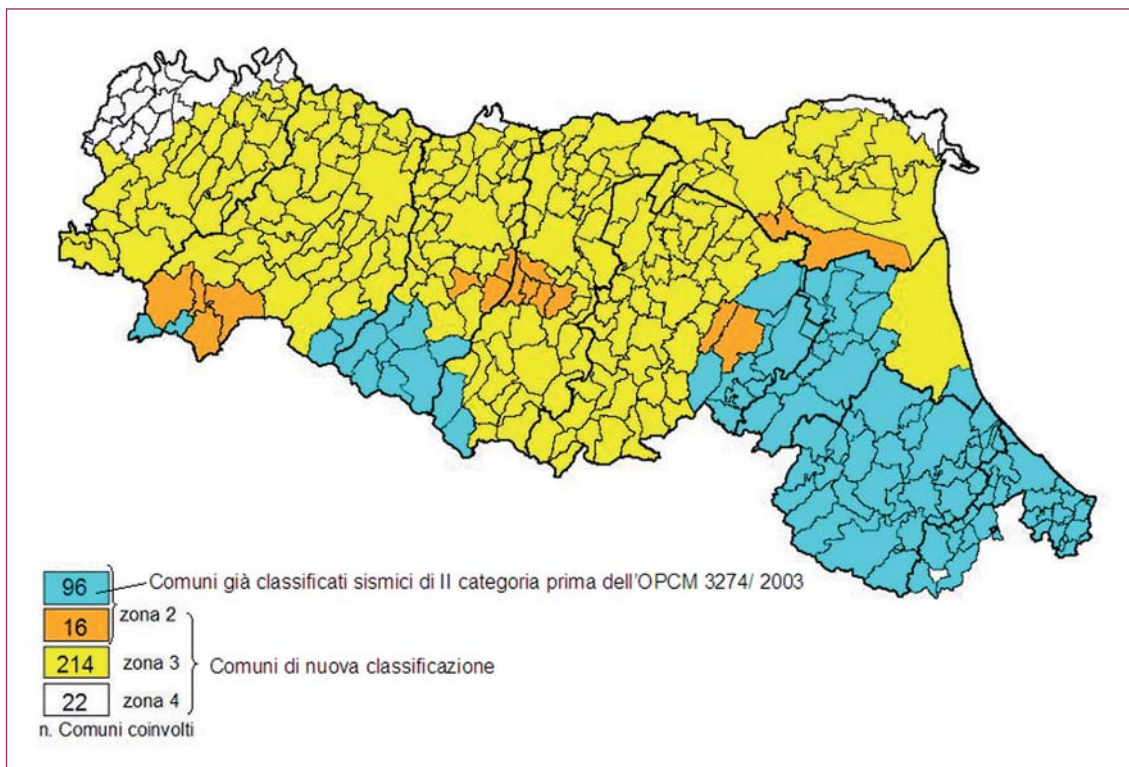 96
Comuni già classificati sismici di II categoria prima dell'OPCM 3274/ 2003
zona 2
16
214
zona 3
Comuni di nuova classificazione
22
zona 4
n. Comuni coinvolti